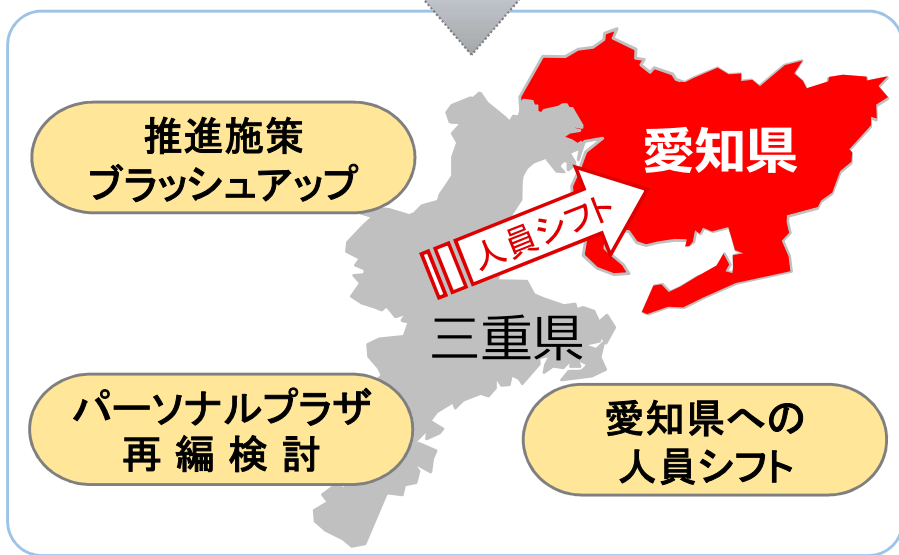 推進施策
ブラッシュアップ
愛知県
人員シフト
三重県
パーソナルプラザ
再編検討
愛知県への
人員シフト